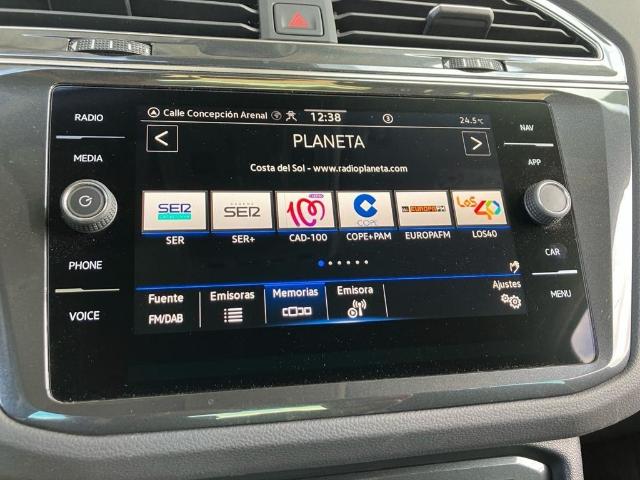 RADIO
MEDIA
PHONE
VOICE
NAV
APP
CAR
MENU
Calle Concepción Arenal
12:38
24.5°C
<
PLANETA
>
Costa del Sol - www.radioplaneta.com
SER
SER
100
COPE
EUROPA FM
LOS40
SER
SER+
CAD-100
COPE+PAM
EUROPAFM
LOS40
Fuente
FM/DAB
Emisoras
Memorias
Emisora
Ajustes